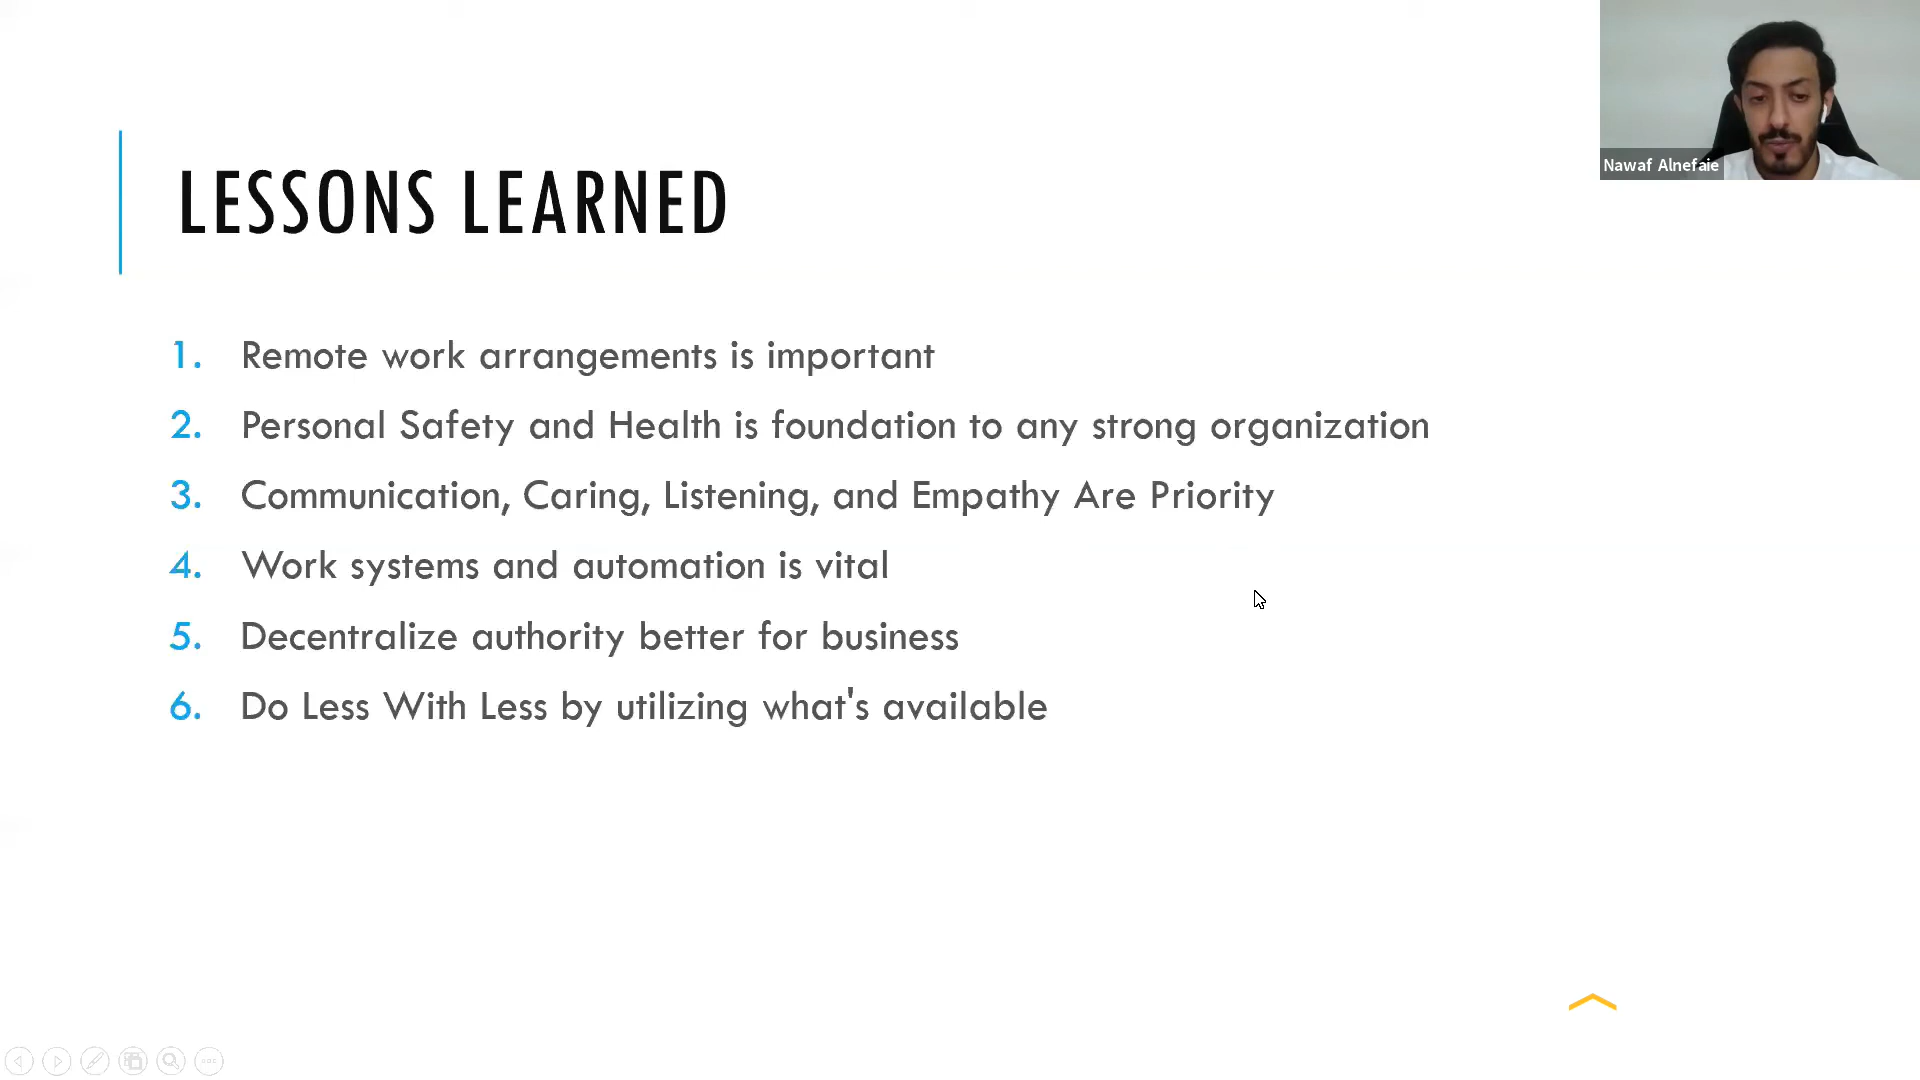 Nawaf Alnefaie
LESSONS LEARNED
1. Remote work arrangements is important
2. Personal Safety and Health is foundation to any strong organization
3. Communication, Caring, Listening, and Empathy Are Priority
4. Work systems and automation is vital
5. Decentralize authority better for business
6. Do Less With Less by utilizing what's available